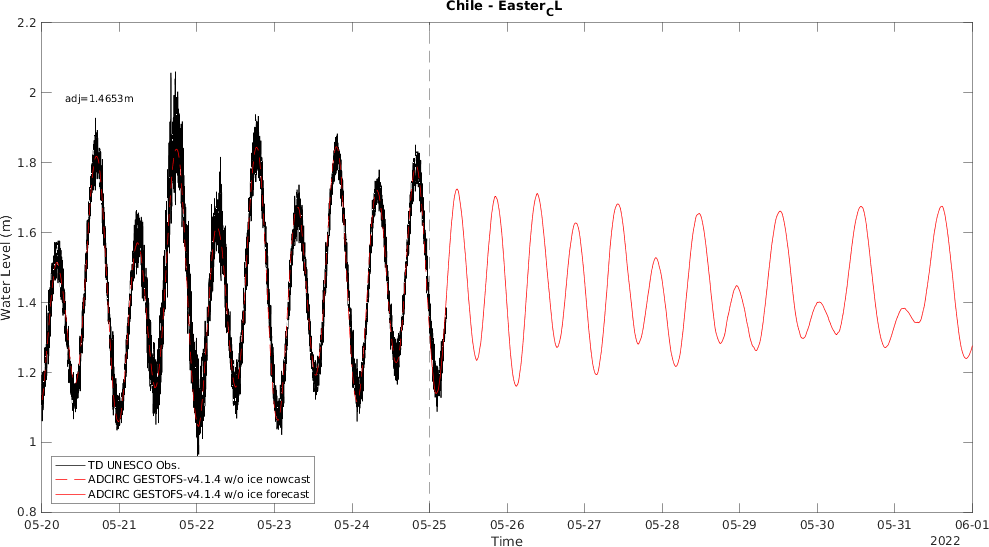 Chile - Easter_CL
2.2
2
1.8
1.6
1.4
1.2
1
0.8
Water Level (m)
adj=1.4653m
TD UNESCO Obs.
ADCIRC GESTOFS-v4.1.4 w/o ice nowcast
ADCIRC GESTOFS-v4.1.4 w/o ice forecast
05-20 05-21 05-22 05-23 05-24 05-25 05-26 05-27 05-28 05-29 05-30 05-31 06-01
Time
2022